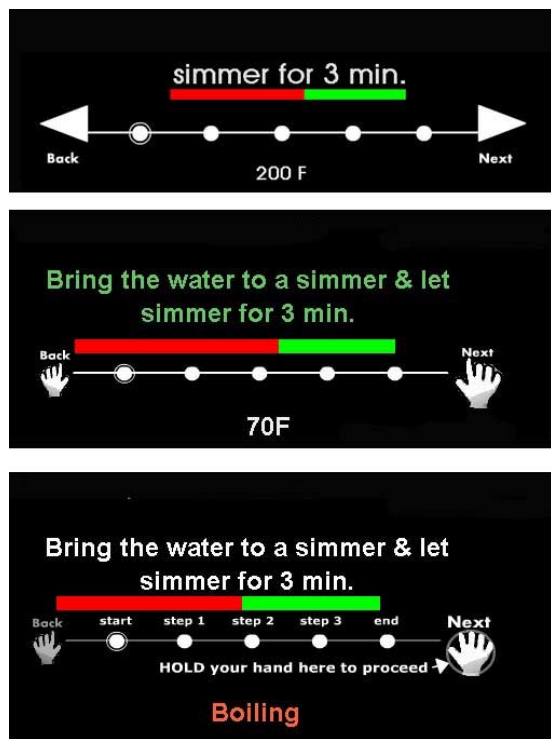 simmer for 3 min.
Back
Next
200 F
Bring the water to a simmer & let
simmer for 3 min.
Back
Next
70F
Bring the water to a simmer & let
simmer for 3 min.
Back start step 1 step 2 step 3 end Next
HOLD your hand here to proceed
Boiling